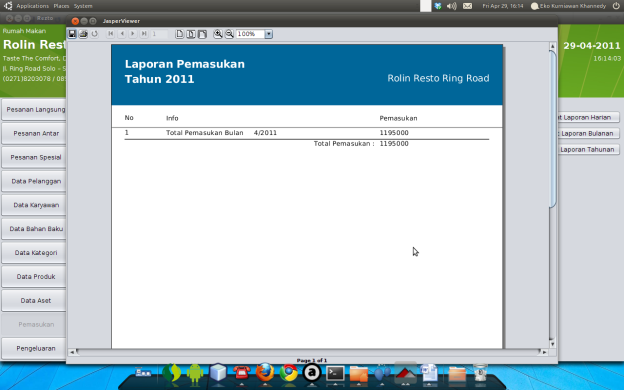 Applications Places System
Fri Apr 29, 16:14
Eko Kurniawan Khannedy
Resto
JasperViewer
Rumah Makan
Rolin Rest
Taste The Comfort,
Jl. Ring Road Solo - S
(0271)8203078 / 08
29-04-2011
16:14:03
1
100%
Laporan Pemasukan
Tahun 2011
Rolin Resto Ring Road
No Info Pemasukan
1 Total Pemasukan Bulan 4/2011 1195000
Total Pemasukan : 1195000
Pesanan Langsung
Pesanan Antar
Pesanan Spesial
Data Pelanggan
Data Karyawan
Data Bahan Baku
Data Kategori
Data Produk
Data Aset
Pemasukan
Pengeluaran
t Laporan Harian
Laporan Bulanan
Laporan Tahunan
Page 1 of 1